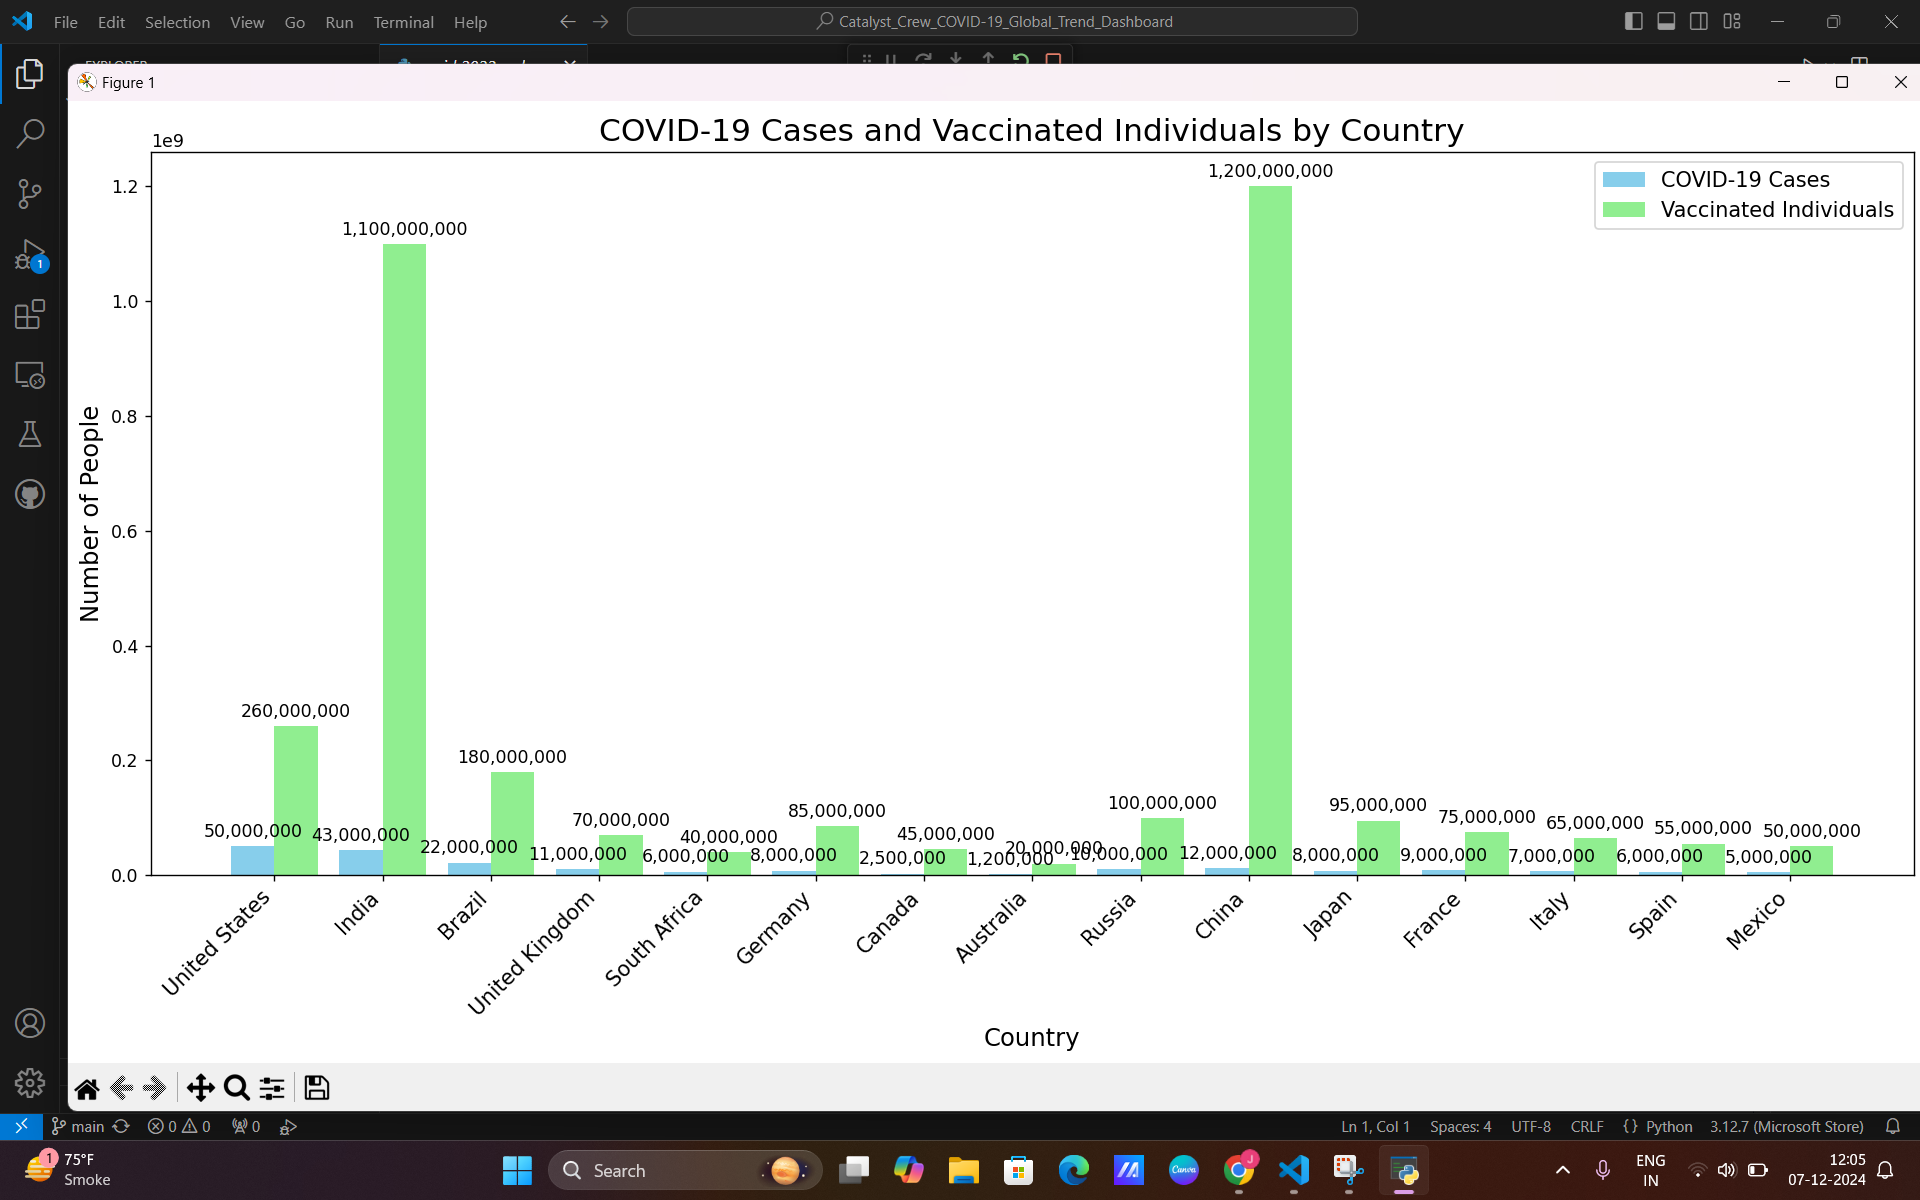 File Edit Selection View Go Run Terminal Help
Catalyst_Crew_COVID-19_Global_Trend_Dashboard
Figure 1
COVID-19 Cases and Vaccinated Individuals by Country
1e9
COVID-19 Cases
Vaccinated Individuals
Number of People
1.2
1.0
0.8
0.6
0.4
0.2
0.0
50,000,000
260,000,000
43,000,000
1,100,000,000
22,000,000
180,000,000
11,000,000
70,000,000
6,000,000
40,000,000
8,000,000
85,000,000
2,500,000
45,000,000
1,200,000
20,000,000
10,000,000
100,000,000
12,000,000
1,200,000,000
8,000,000
95,000,000
9,000,000
75,000,000
7,000,000
65,000,000
6,000,000
55,000,000
5,000,000
50,000,000
United States
India
Brazil
United Kingdom
South Africa
Germany
Canada
Australia
Russia
China
Japan
France
Italy
Spain
Mexico
Country
1
main 0 0 0 Ln 1, Col 1 Spaces: 4 UTF-8 CRLF {} Python 3.12.7 (Microsoft Store)
1
75°F
Smoke
Search
Canva
J
ENG
IN
12:05
07-12-2024